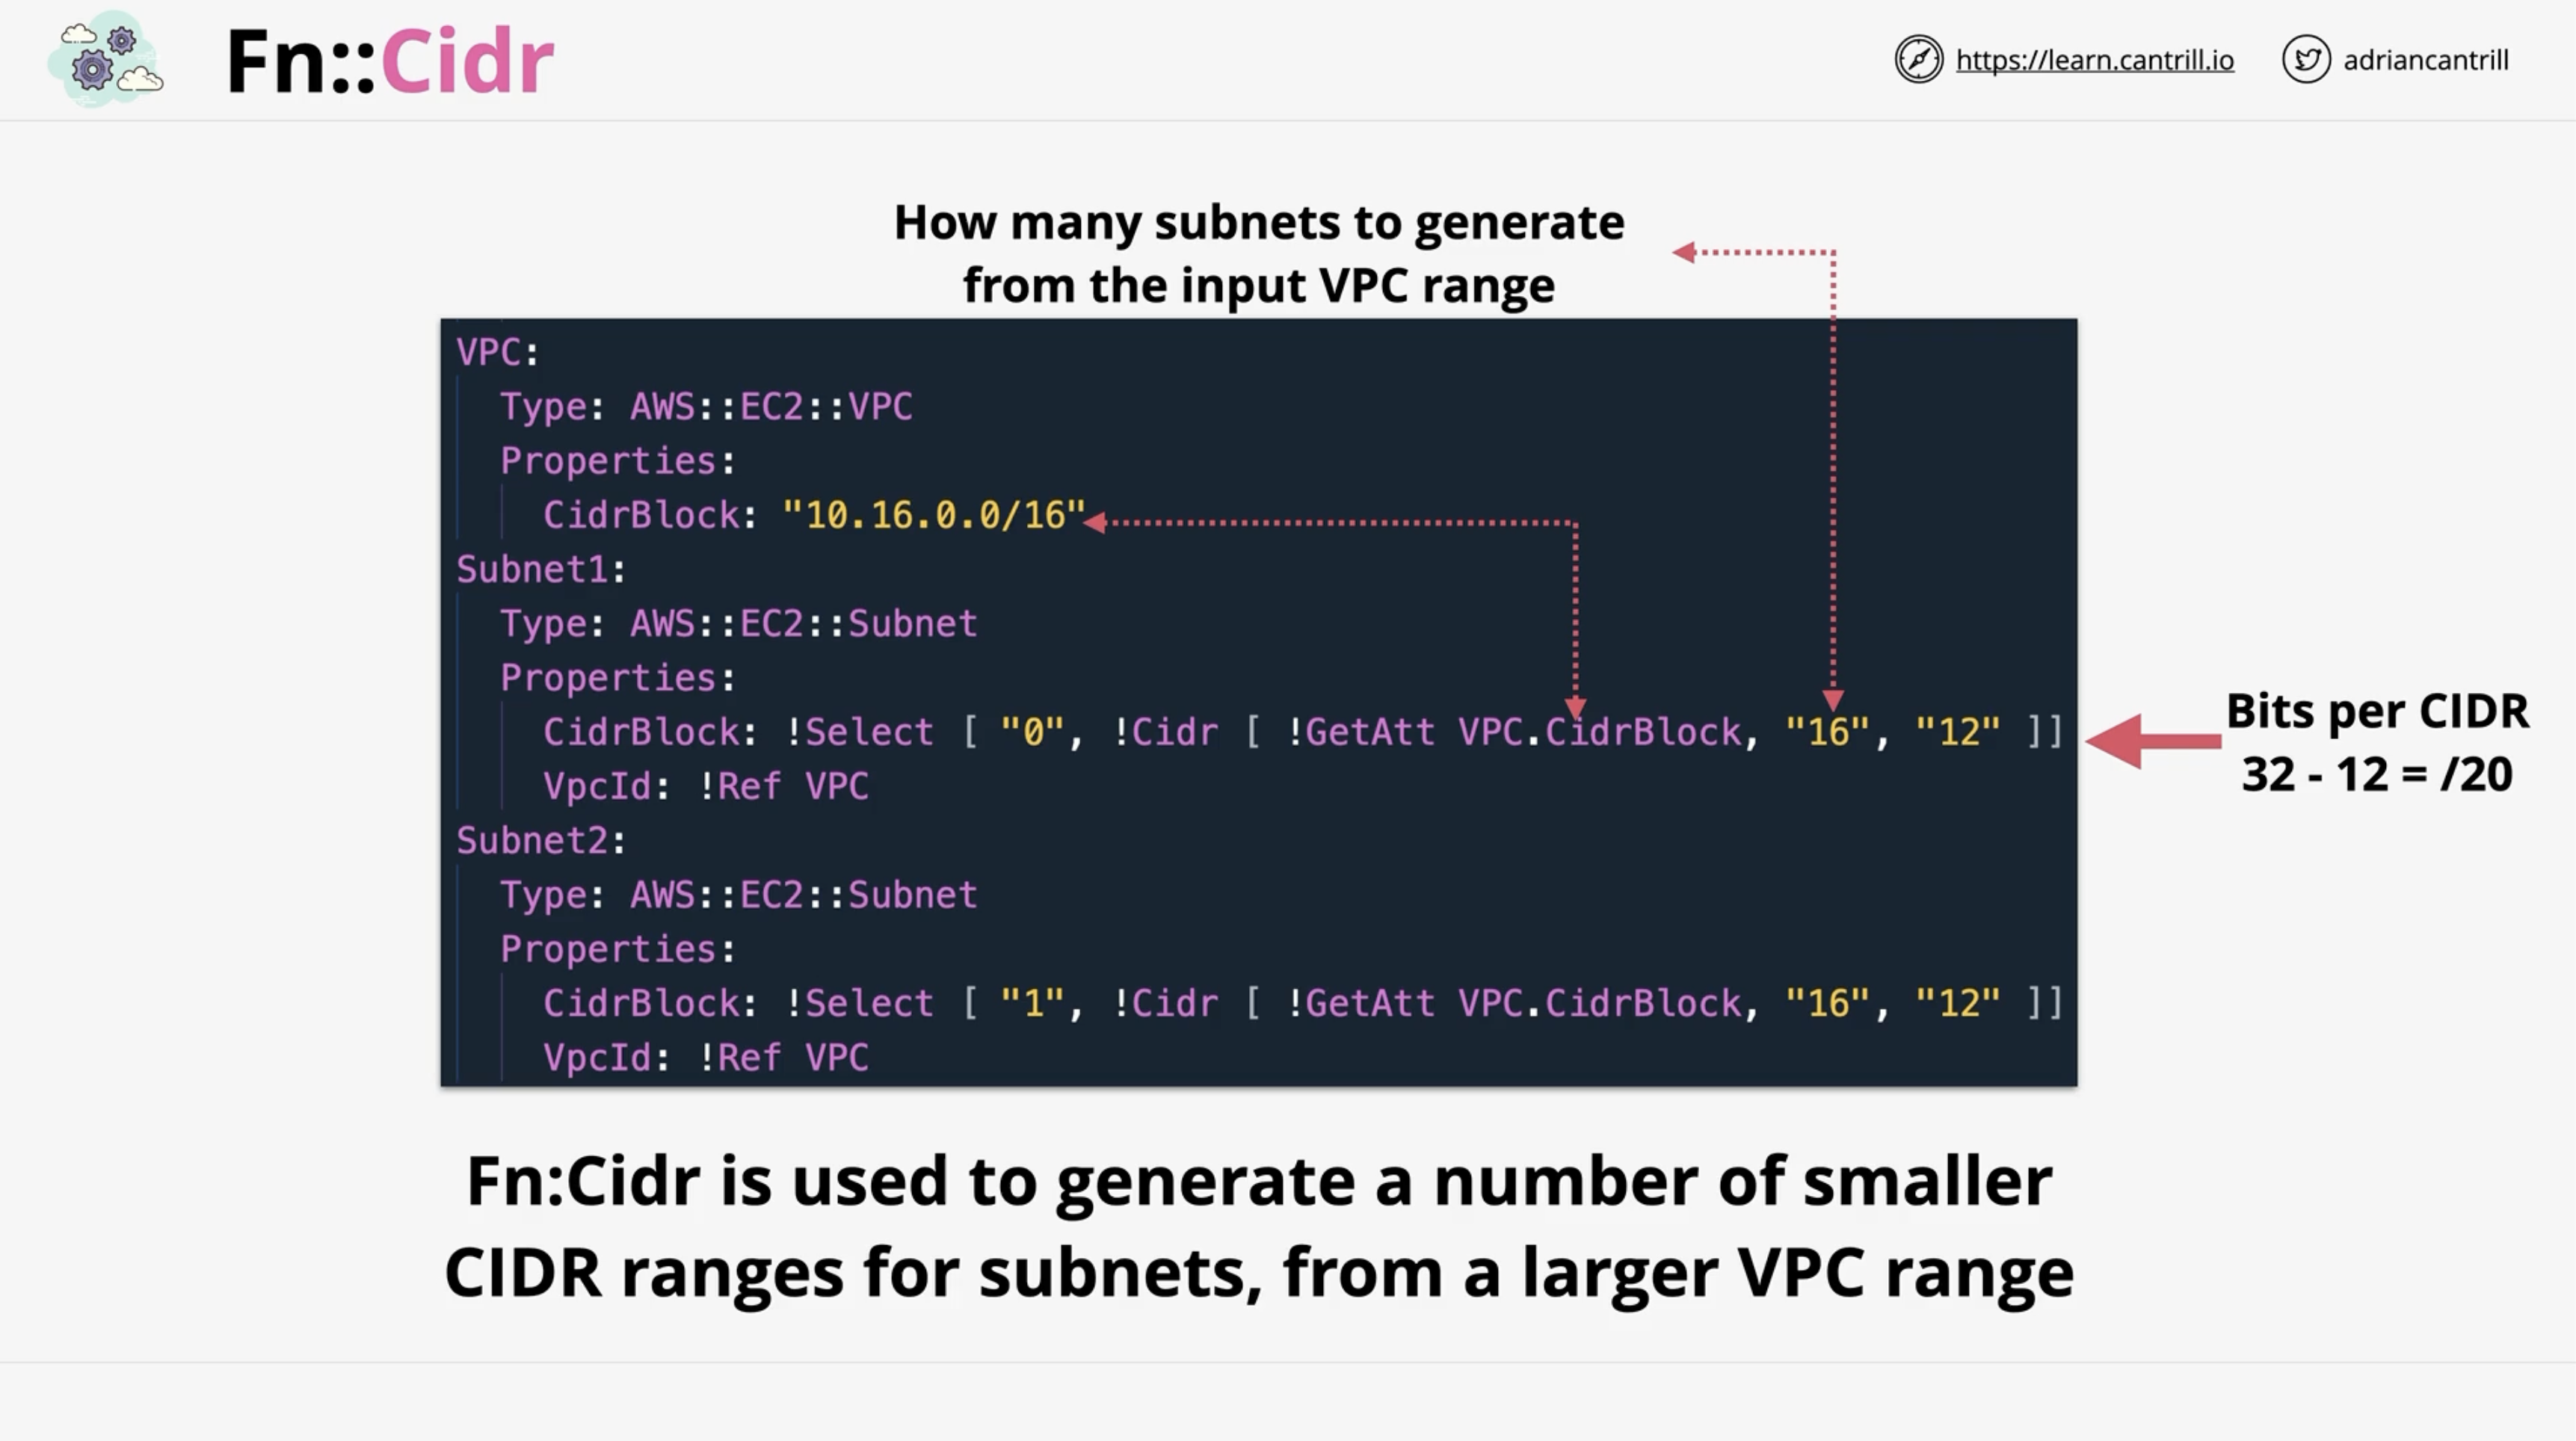 Fn::Cidr
https://learn.cantrill.io
adriancantrill
How many subnets to generate
from the input VPC range
VPC:
Type: AWS::EC2::VPC
Properties:
CidrBlock: "10.16.0.0/16"
Subnet1:
Type: AWS::EC2::Subnet
Properties:
CidrBlock: !Select [ "0", !Cidr [ !GetAtt VPC.CidrBlock, "16", "12" ]]
VpcId: !Ref VPC
Subnet2:
Type: AWS::EC2::Subnet
Properties:
CidrBlock: !Select [ "1", !Cidr [ !GetAtt VPC.CidrBlock, "16", "12" ]]
VpcId: !Ref VPC
Bits per CIDR
32 - 12 = /20
Fn:Cidr is used to generate a number of smaller
CIDR ranges for subnets, from a larger VPC range